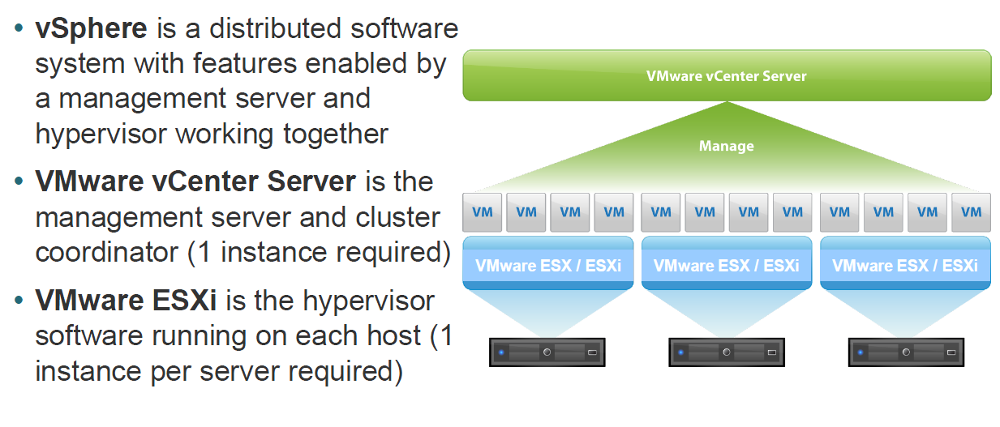 • vSphere is a distributed software
system with features enabled by
a management server and
hypervisor working together
• VMware vCenter Server is the
management server and cluster
coordinator (1 instance required)
• VMware ESXi is the hypervisor
software running on each host (1
instance per server required)
VMware vCenter Server
Manage
VM VM VM VM VM VM VM VM VM VM VM VM
VMware ESX / ESXi VMware ESX / ESXi VMware ESX / ESXi